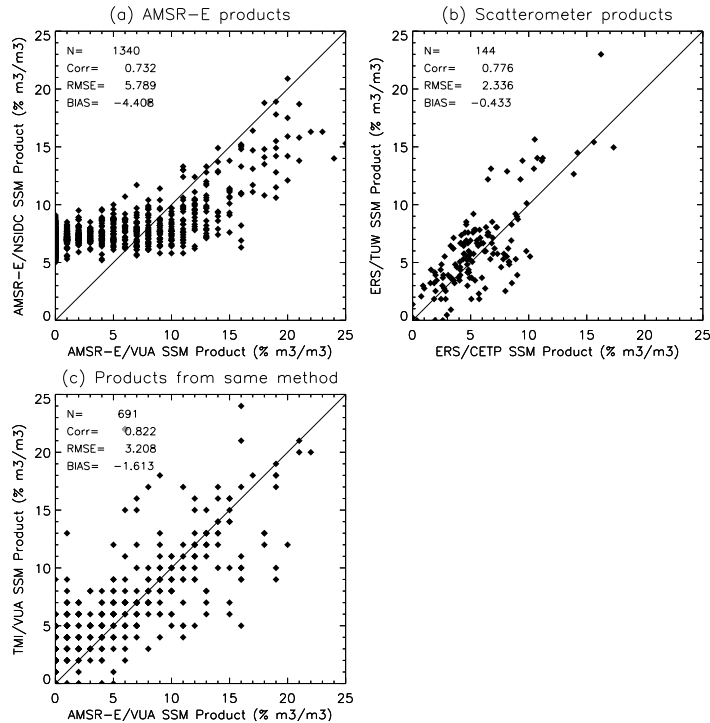 (a) AMSR-E products
N= 1340
Corr= 0.732
RMSE= 5.789
BIAS= -4.408
AMSR-E/NSIDC SSM Product (% m3/m3)
25
20
15
10
5
0
0 5 10 15 20 25
AMSR-E/VUA SSM Product (% m3/m3)
(b) Scatterometer products
N= 144
Corr= 0.776
RMSE= 2.336
BIAS= -0.433
ERS/TUW SSM Product (% m3/m3)
25
20
15
10
5
0
0 5 10 15 20 25
ERS/CETP SSM Product (% m3/m3)
(c) Products from same method
N= 691
Corr= 0.822
RMSE= 3.208
BIAS= -1.613
TMI/VUA SSM Product (% m3/m3)
25
20
15
10
5
0
0 5 10 15 20 25
AMSR-E/VUA SSM Product (% m3/m3)